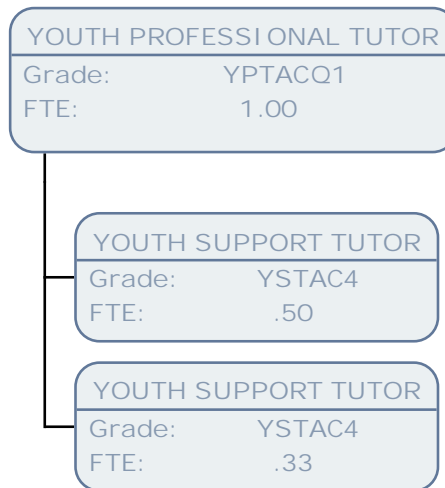 YOUTH PROFESSIONAL TUTOR
Grade: YPTACQ1
FTE: 1.00
YOUTH SUPPORT TUTOR
Grade: YSTAC4
FTE: .50
YOUTH SUPPORT TUTOR
Grade: YSTAC4
FTE: .33